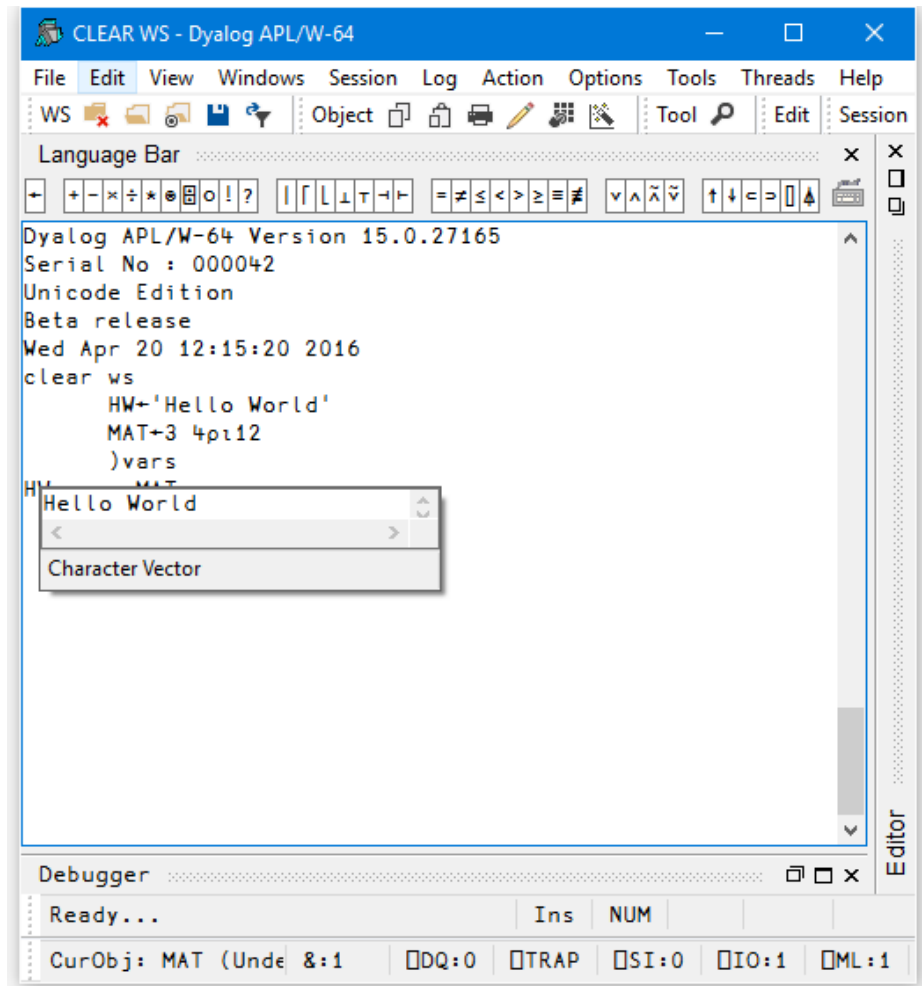 CLEAR WS - Dyalog APL/W-64
File Edit View Windows Session Log Action Options Tools Threads Help
WS Object Tool Edit Session
Language Bar
← + - × ÷ * ⍟ ⌹ ○ ! ? | ⌈ ⌊ ⊥ ⊤ ⊣ ⊢ = ≠ ≤ < > ≥ ≡ ≢ ∨ ∧ ⍲ ⍱ ↑ ↓ ⊂ ⊃ ⌷ ⍋
Dyalog APL/W-64 Version 15.0.27165
Serial No : 000042
Unicode Edition
Beta release
Wed Apr 20 12:15:20 2016
clear ws
HW←'Hello World'
MAT←3 4⍴⍳12
)vars
HW MAT
Hello World
Character Vector
Editor
Debugger
Ready... Ins NUM
CurObj: MAT (Unde &:1 ⎕DQ:0 ⎕TRAP ⎕SI:0 ⎕IO:1 ⎕ML:1